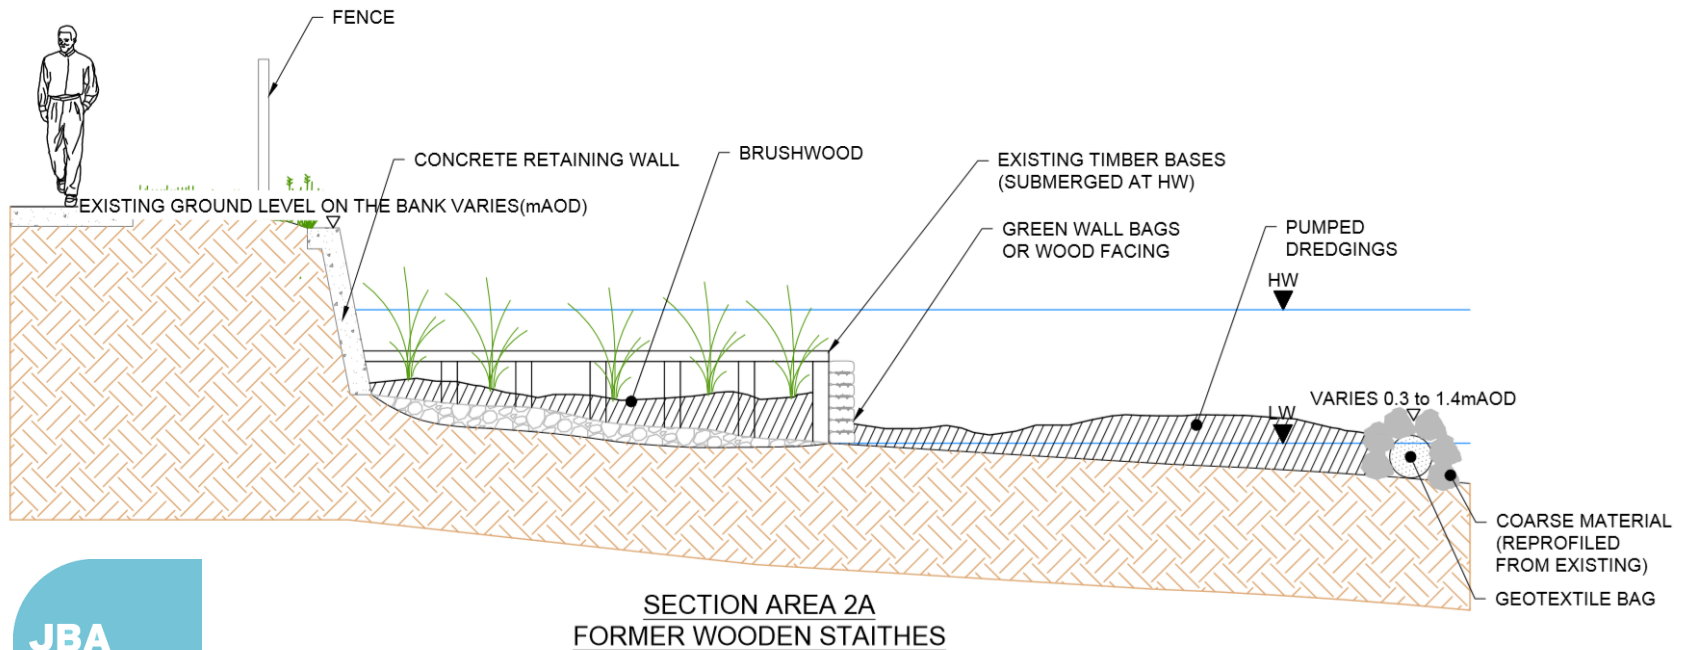 FENCE
CONCRETE RETAINING WALL
BRUSHWOOD
EXISTING TIMBER BASES
(SUBMERGED AT HW)
EXISTING GROUND LEVEL ON THE BANK VARIES(mAOD)
GREEN WALL BAGS
OR WOOD FACING
PUMPED
DREDGINGS
HW
VARIES 0.3 to 1.4mAOD
LW
COARSE MATERIAL
(REPROFILED
FROM EXISTING)
GEOTEXTILE BAG
SECTION AREA 2A
FORMER WOODEN STAITHES
JBA